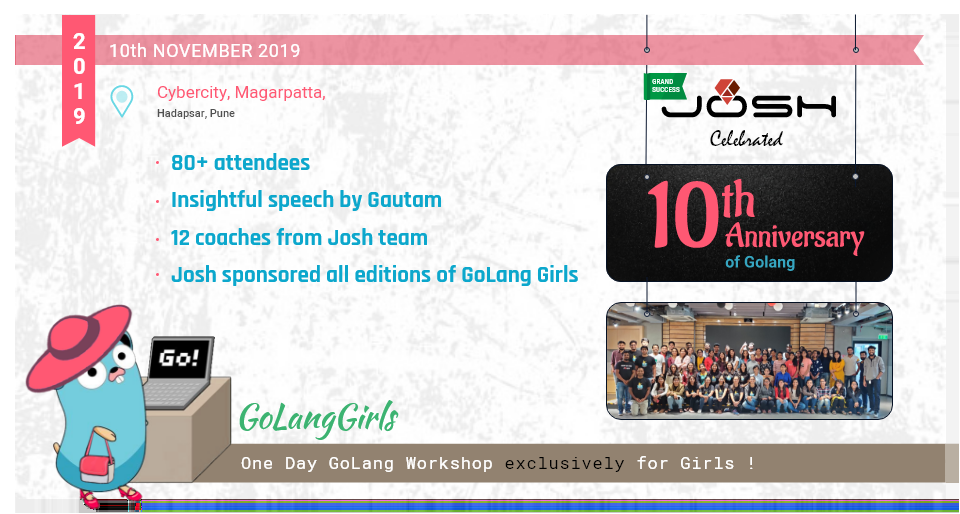 2019
10th NOVEMBER 2019
Cybercity, Magarpatta,
Hadapsar, Pune
80+ attendees
Insightful speech by Gautam
12 coaches from Josh team
Josh sponsored all editions of GoLang Girls
GRAND
SUCCESS
JOSH
Celebrated
10th
Anniversary
of Golang
Go!
GoLangGirls
One Day GoLang Workshop exclusively for Girls !